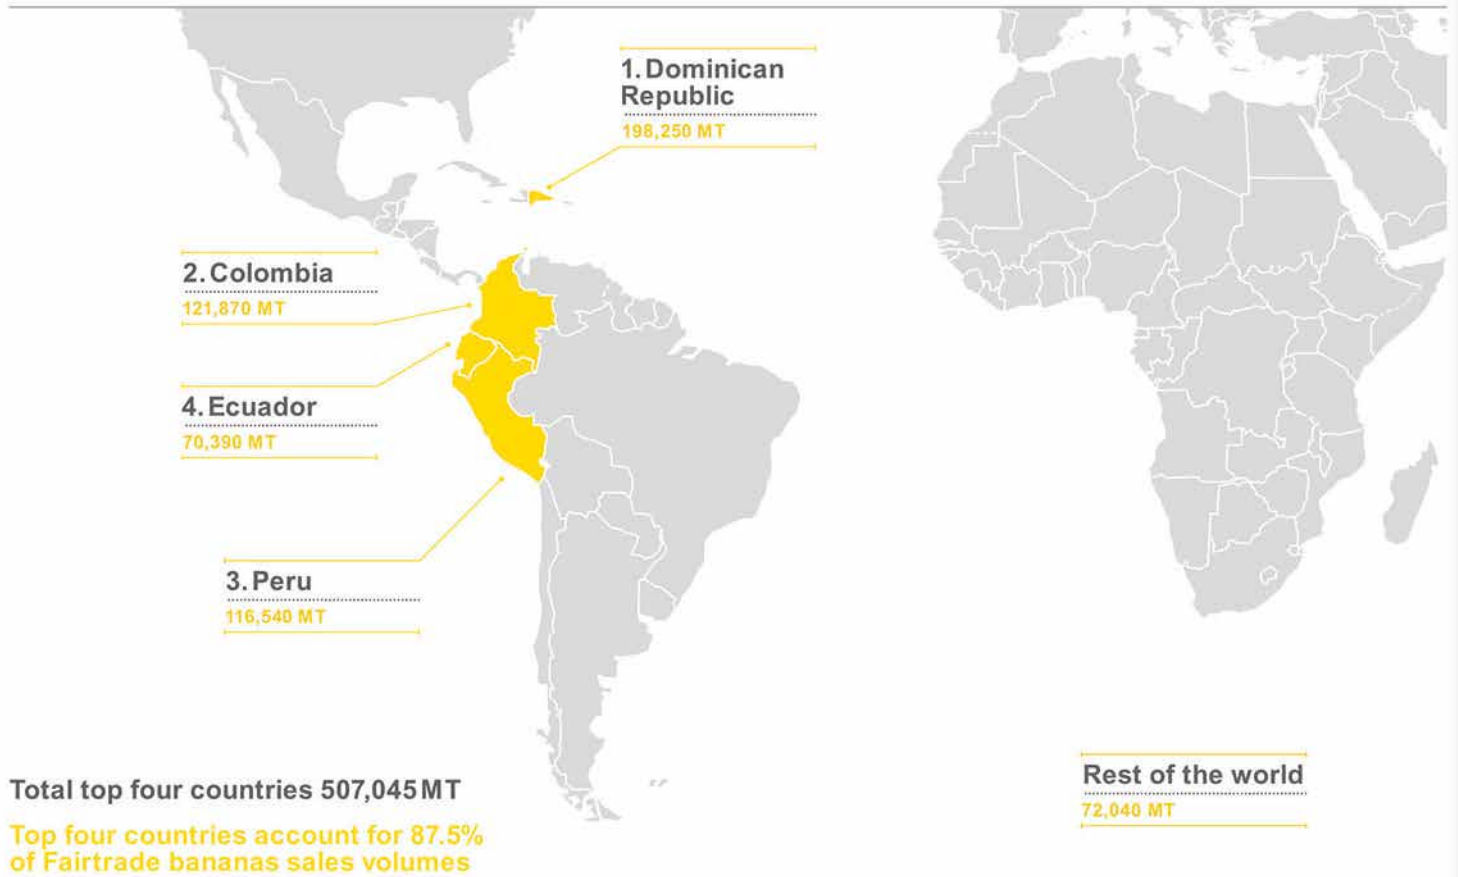 1. Dominican
Republic
198,250 MT
2. Colombia
121,870 MT
4. Ecuador
70,390 MT
3. Peru
116,540 MT
Total top four countries 507,045 MT
Top four countries account for 87.5%
of Fairtrade bananas sales volumes
Rest of the world
72,040 MT